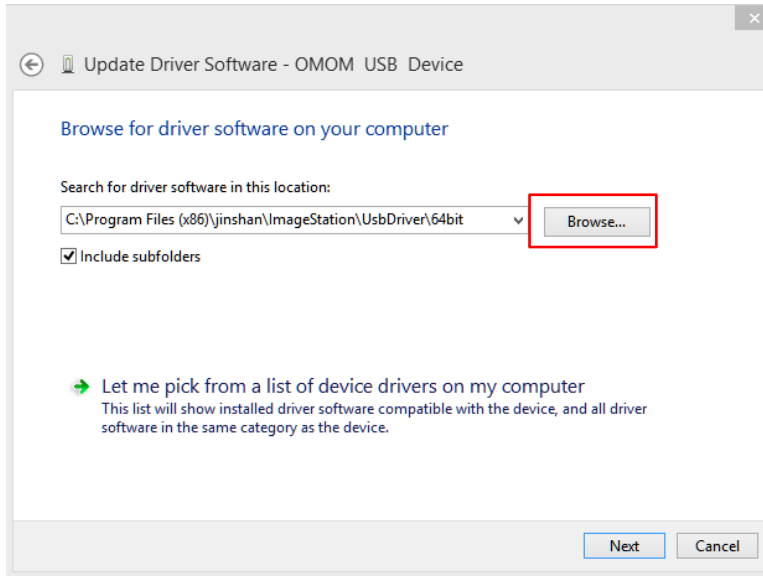 Update Driver Software - OMOM USB Device
Browse for driver software on your computer
Search for driver software in this location:
C:\Program Files (x86)\jinshan\ImageStation\UsbDriver\64bit
Browse...
Include subfolders
Let me pick from a list of device drivers on my computer
This list will show installed driver software compatible with the device, and all driver
software in the same category as the device.
Next
Cancel